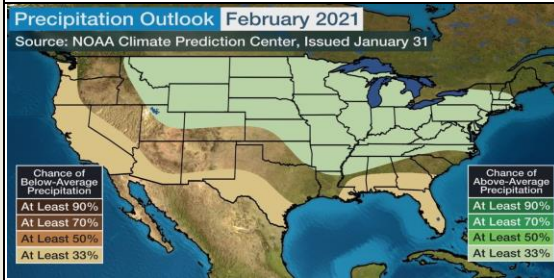 Precipitation Outlook February 2021
Source: NOAA Climate Prediction Center, Issued January 31
Chance of
Below-Average
Precipitation
At Least 90%
At Least 70%
At Least 50%
At Least 33%
Chance of
Above-Average
Precipitation
At Least 90%
At Least 70%
At Least 50%
At Least 33%